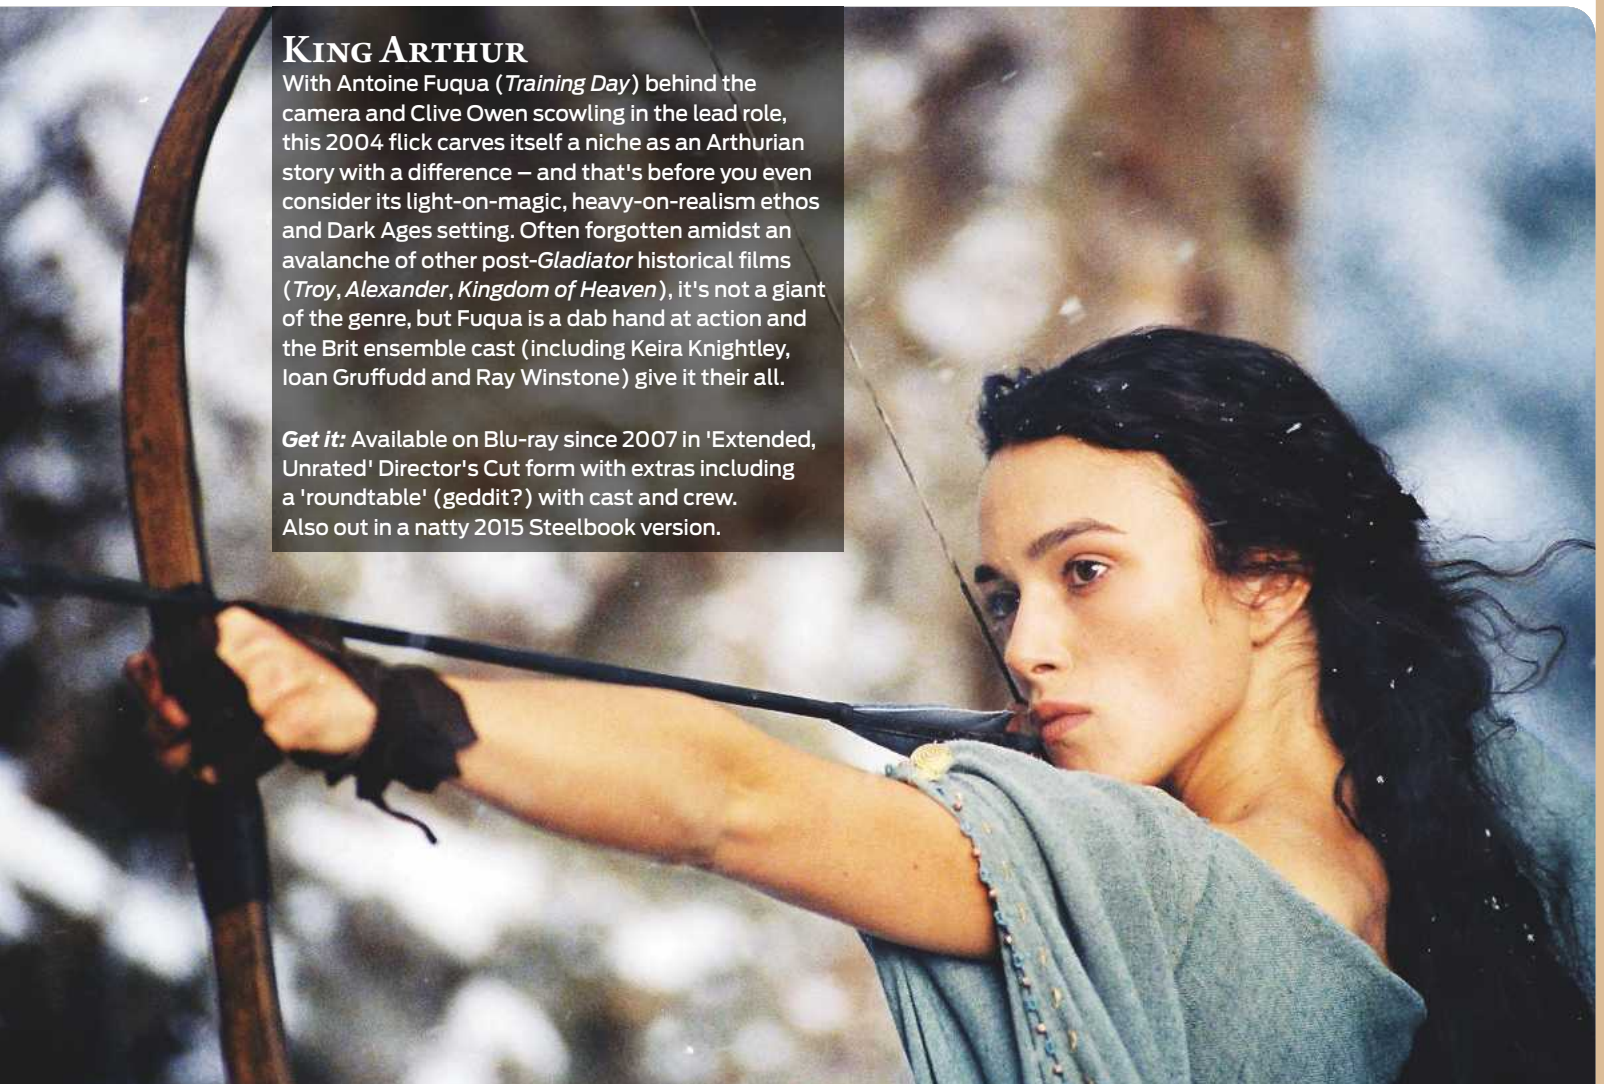 KING ARTHUR
With Antoine Fuqua (Training Day) behind the
camera and Clive Owen scowling in the lead role,
this 2004 flick carves itself a niche as an Arthurian
story with a difference – and that's before you even
consider its light-on-magic, heavy-on-realism ethos
and Dark Ages setting. Often forgotten amidst an
avalanche of other post-Gladiator historical films
(Troy, Alexander, Kingdom of Heaven), it's not a giant
of the genre, but Fuqua is a dab hand at action and
the Brit ensemble cast (including Keira Knightley,
Ioan Gruffudd and Ray Winstone) give it their all.
Get it: Available on Blu-ray since 2007 in 'Extended,
Unrated' Director's Cut form with extras including
a 'roundtable' (geddit?) with cast and crew.
Also out in a natty 2015 Steelbook version.